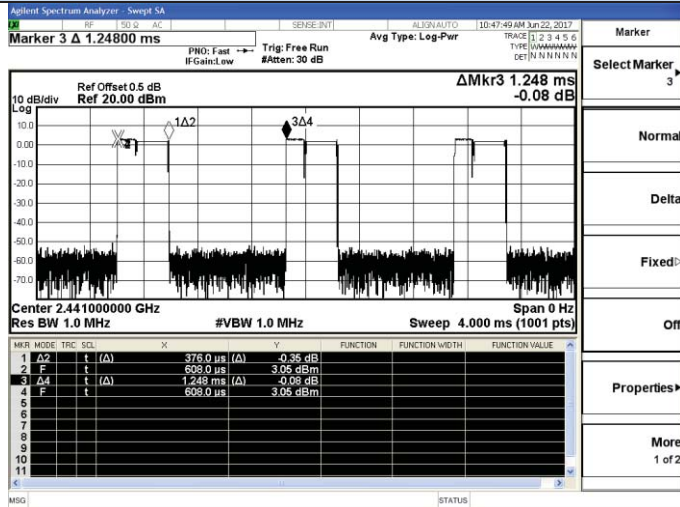 Agilent Spectrum Analyzer - Swept SA
RF 50 Ω AC SENSE:INT ALIGN AUTO 10:47:49 AM Jun 22, 2017
Marker 3 Δ 1.24800 ms
PNO: Fast
IFGain:Low
Trig: Free Run
#Atten: 30 dB
Avg Type: Log-Pwr
TRACE 1 2 3 4 5 6
TYPE WWWWWW
DET N N N N N N
Ref Offset 0.5 dB
10 dB/div Ref 20.00 dBm
Log
ΔMkr3 1.248 ms
-0.08 dB
10.0
0.00
-10.0
-20.0
-30.0
-40.0
-50.0
-60.0
-70.0
1Δ2
3Δ4
Center 2.441000000 GHz Span 0 Hz
Res BW 1.0 MHz #VBW 1.0 MHz Sweep 4.000 ms (1001 pts)
MKR MODE TRC SCL X Y FUNCTION FUNCTION WIDTH FUNCTION VALUE
1 Δ2 t (Δ) 376.0 µs (Δ) -0.35 dB
2 F t 608.0 µs 3.05 dBm
3 Δ4 t (Δ) 1.248 ms (Δ) -0.08 dB
4 F t 608.0 µs 3.05 dBm
5
6
7
8
9
10
11
MSG STATUS
Marker
Select Marker
3
Normal
Delta
Fixed
Off
Properties
More
1 of 2